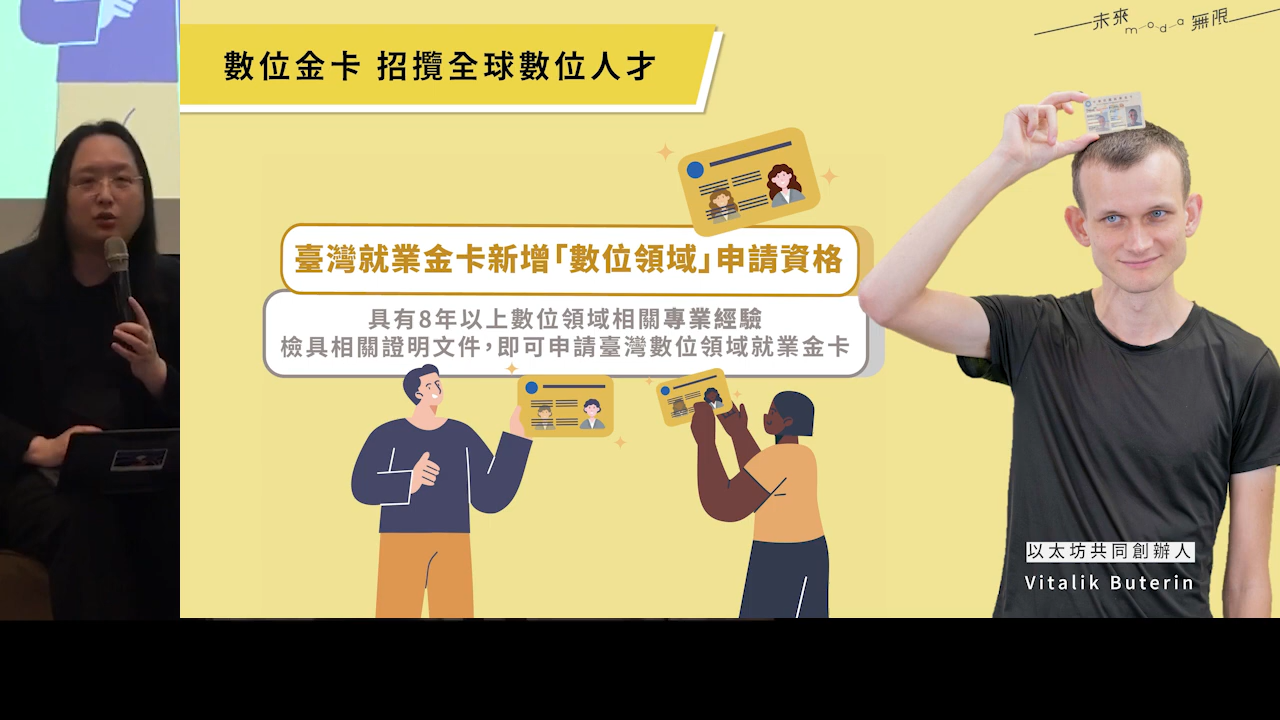 未來 moda 無限
數位金卡 招攬全球數位人才
臺灣就業金卡新增「數位領域」申請資格
具有8年以上數位領域相關專業經驗
檢具相關證明文件，即可申請臺灣數位領域就業金卡
以太坊共同創辦人
Vitalik Buterin